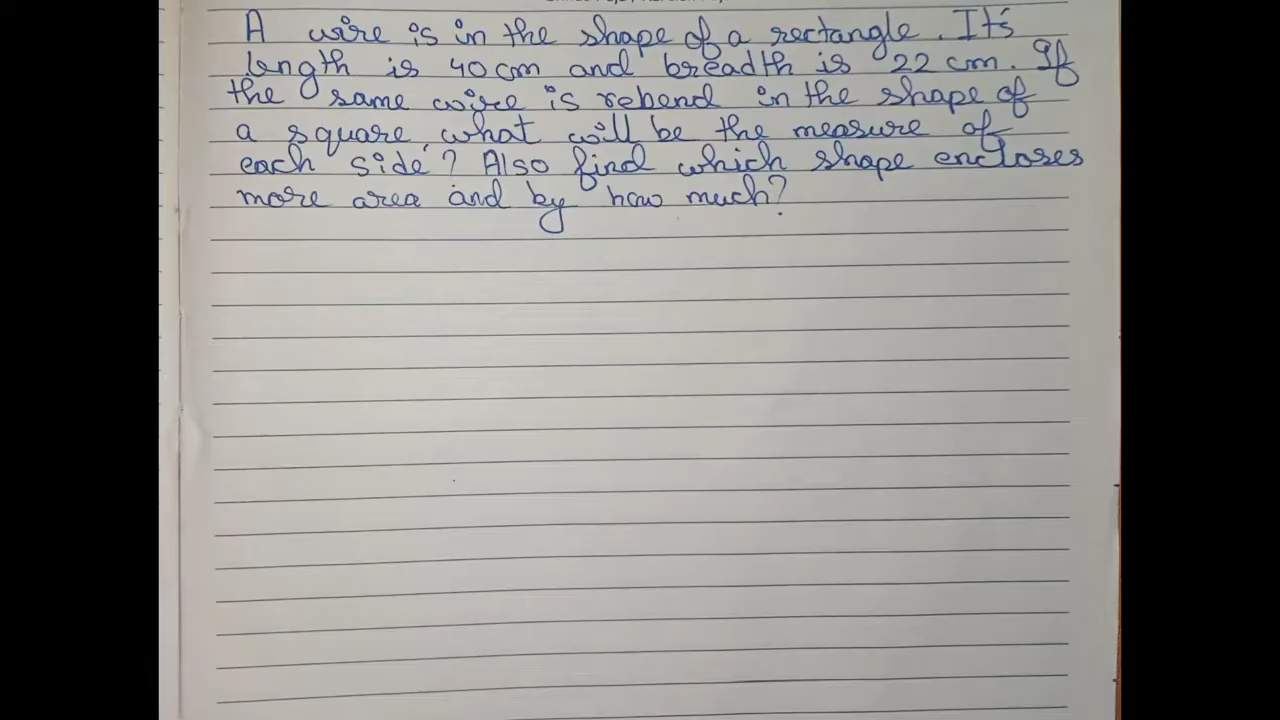 A wire is in the shape of a rectangle. It's
length is 40 cm and breadth is 22 cm. If
the same wire is rebend in the shape of
a square, what will be the measure of
each side? Also find which shape encloses
more area and by how much?